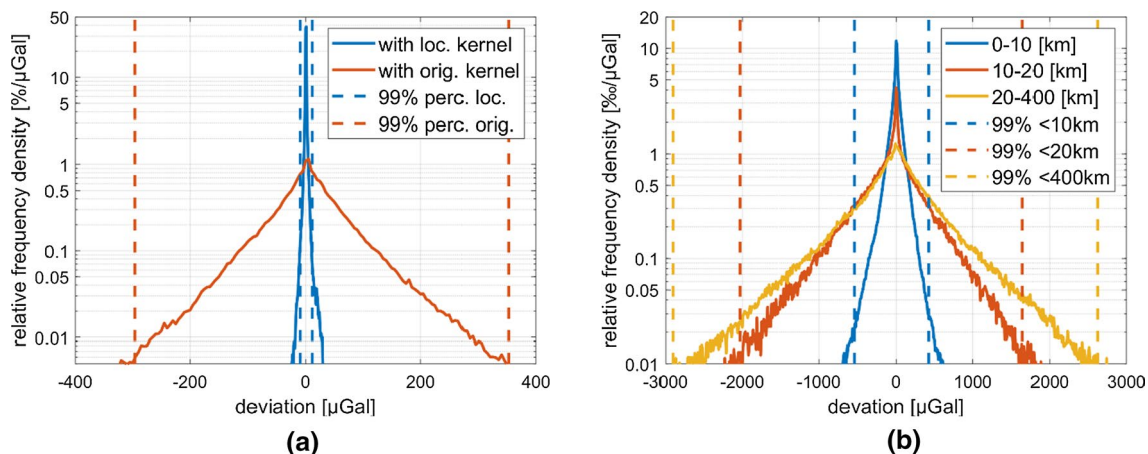 relative frequency density [%/µGal]
50
10
5
1
0.5
0.1
0.05
0.01
-400
-200
0
200
400
deviation [µGal]
with loc. kernel
with orig. kernel
99% perc. loc.
99% perc. orig.
(a)
relative frequency density [‰/µGal]
20
10
5
1
0.5
0.1
0.05
0.01
-3000
-2000
-1000
0
1000
2000
3000
devation [µGal]
0-10 [km]
10-20 [km]
20-400 [km]
99% <10km
99% <20km
99% <400km
(b)